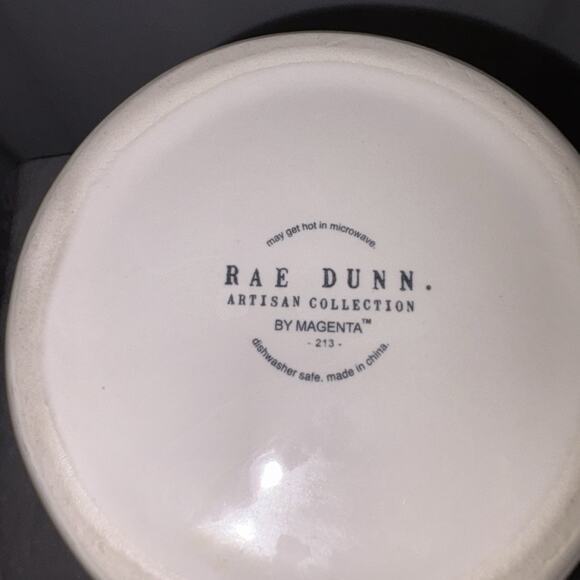 may get hot in microwave.
RAE DUNN.
ARTISAN COLLECTION
BY MAGENTA™
- 213 -
dishwasher safe. made in china.